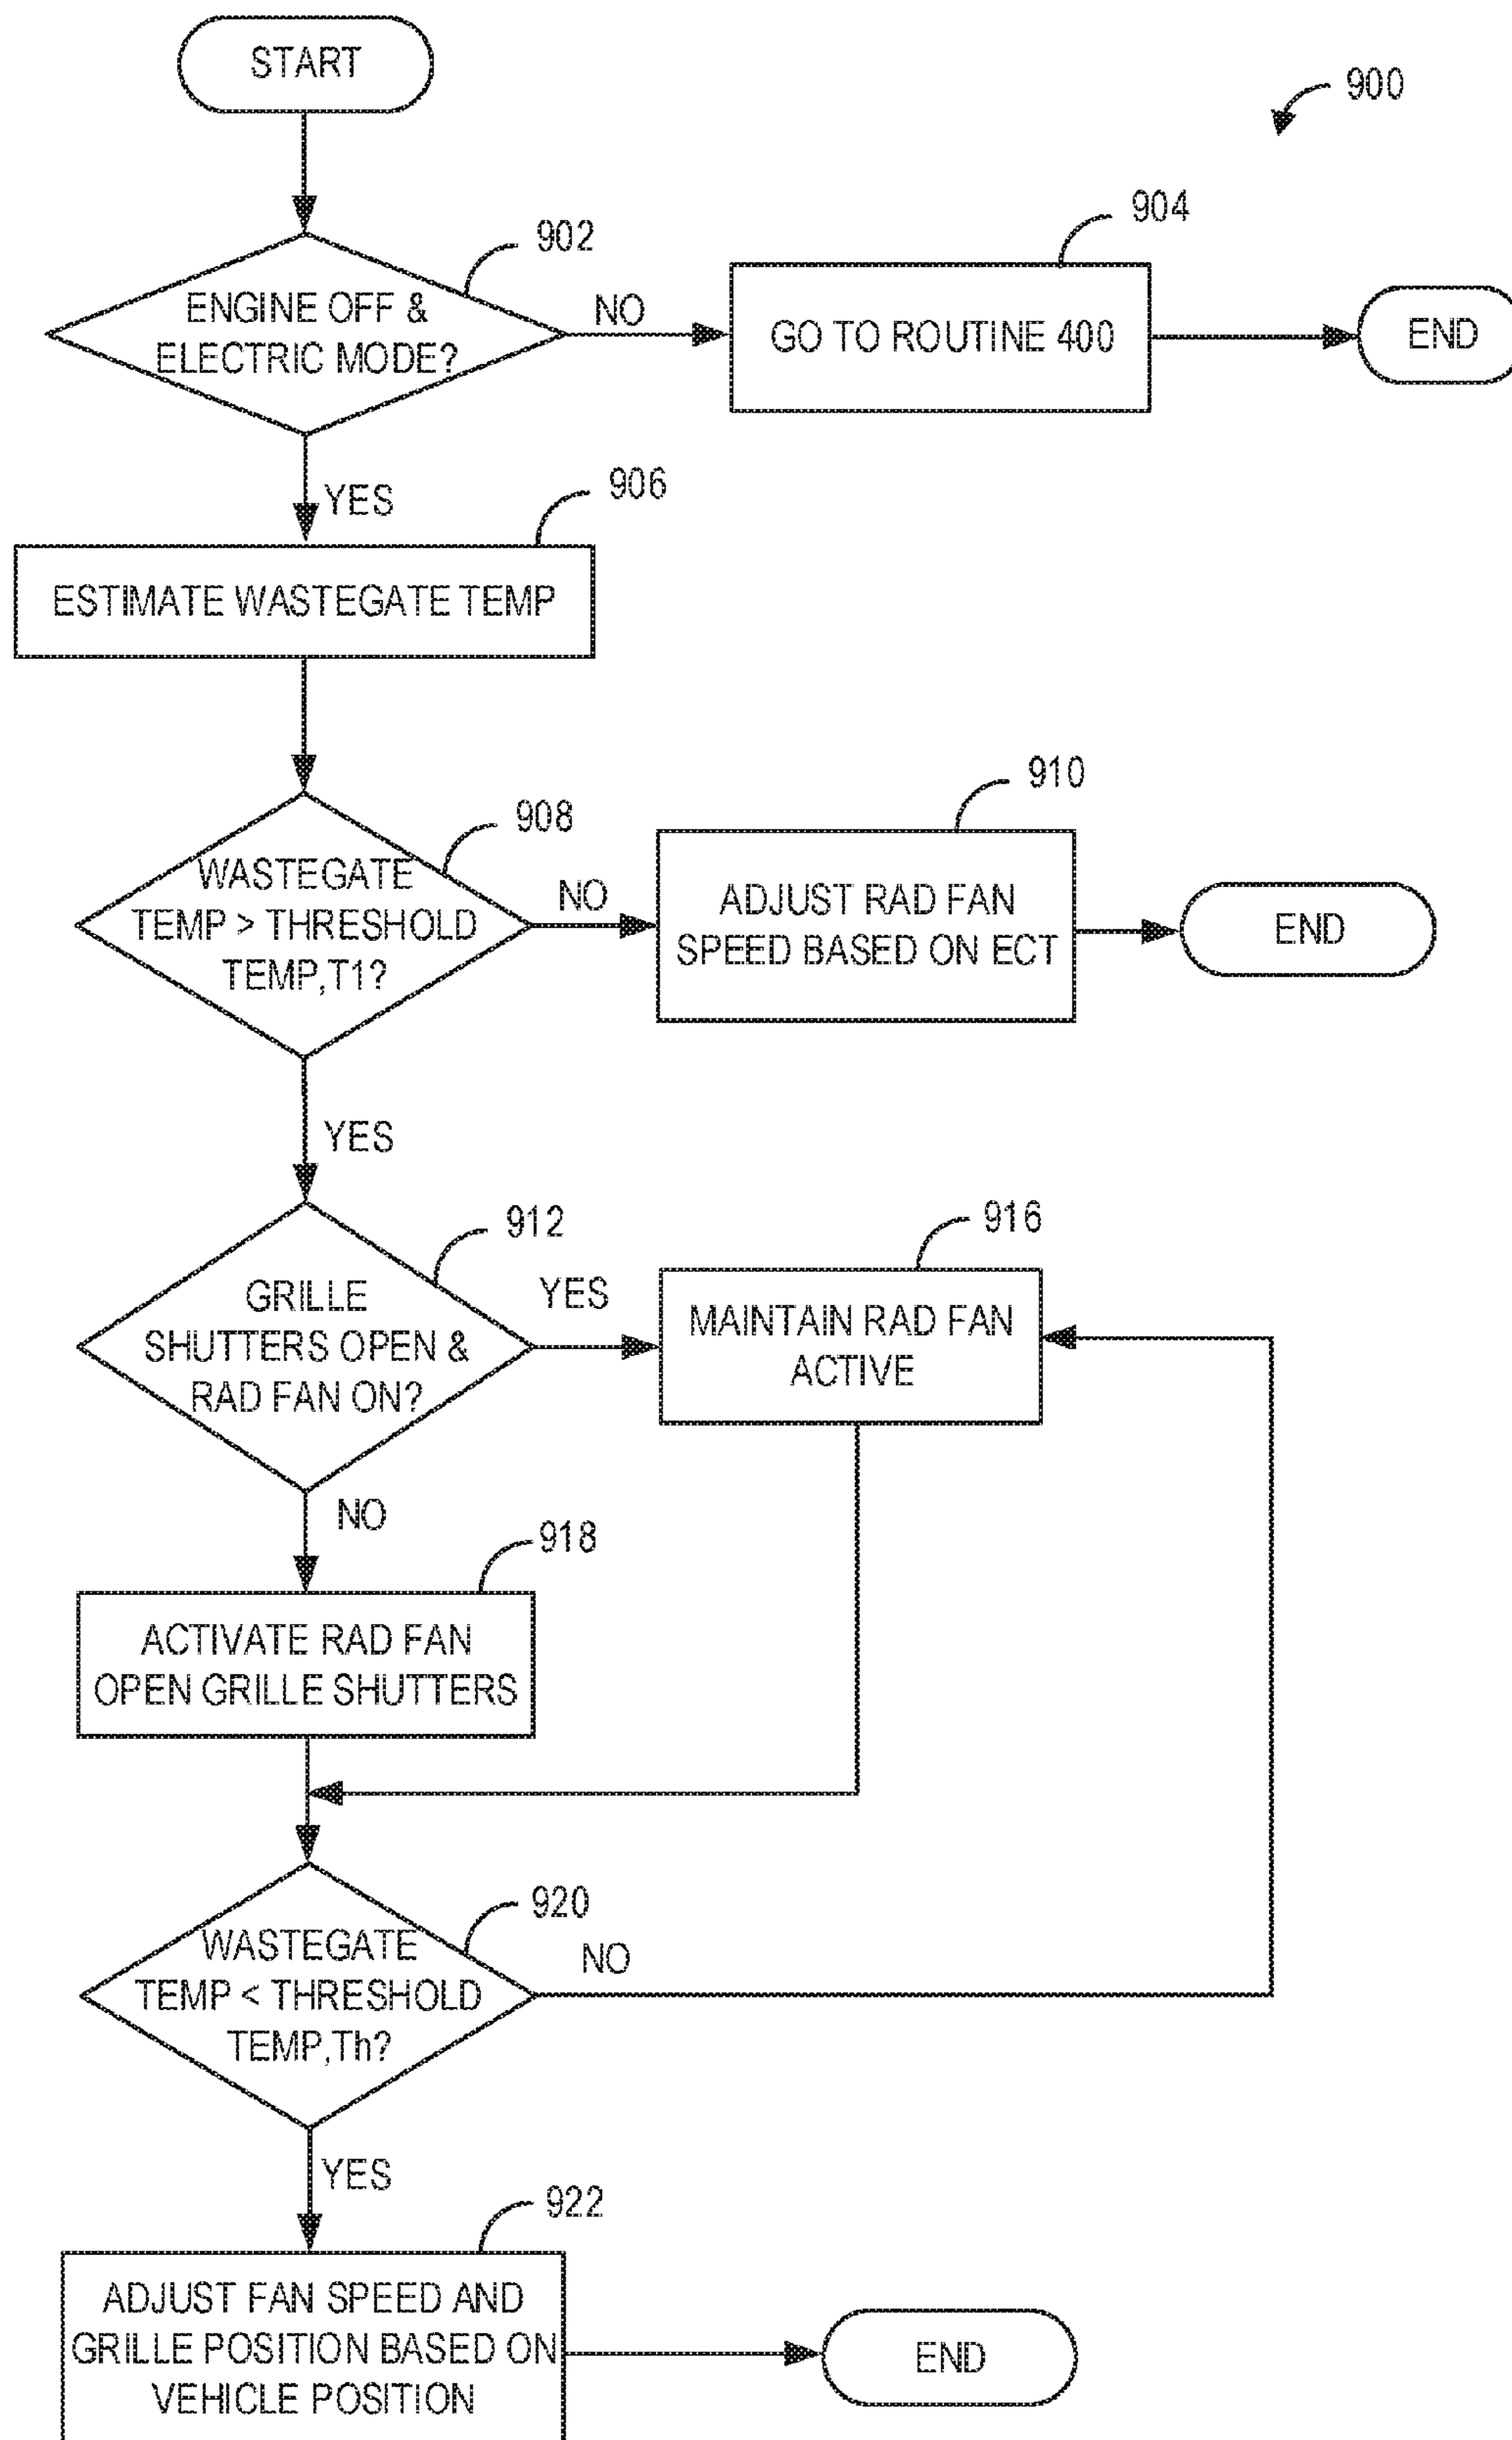 START
900
902
904
ENGINE OFF &
ELECTRIC MODE?
NO
GO TO ROUTINE 400
END
YES
906
ESTIMATE WASTEGATE TEMP
908
910
WASTEGATE
TEMP > THRESHOLD
TEMP,T1?
NO
ADJUST RAD FAN
SPEED BASED ON ECT
END
YES
912
916
GRILLE
SHUTTERS OPEN &
RAD FAN ON?
YES
MAINTAIN RAD FAN
ACTIVE
NO
918
ACTIVATE RAD FAN
OPEN GRILLE SHUTTERS
920
WASTEGATE
TEMP < THRESHOLD
TEMP,Th?
NO
YES
922
ADJUST FAN SPEED AND
GRILLE POSITION BASED ON
VEHICLE POSITION
END